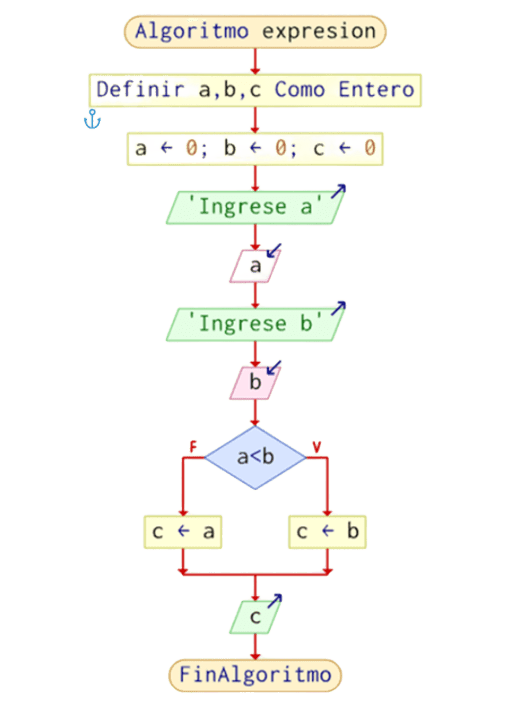 Algoritmo expresion
Definir a,b,c Como Entero
a ← 0; b ← 0; c ← 0
'Ingrese a'
a
'Ingrese b'
b
a<b
F
V
c ← a
c ← b
c
FinAlgoritmo